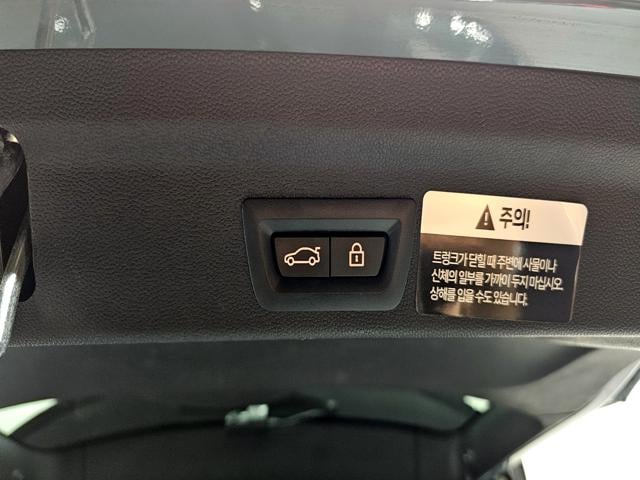 주의!
트렁크가 닫힐 때 주변에 사물이나
신체의 일부를 가까이 두지 마십시오.
상해를 입을 수도 있습니다.